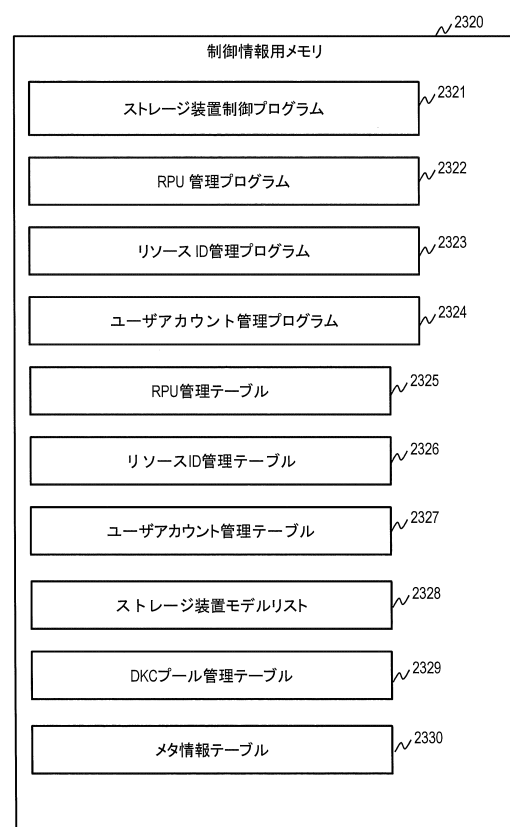 2320
制御情報用メモリ
ストレージ装置制御プログラム
2321
RPU 管理プログラム
2322
リソース ID管理プログラム
2323
ユーザアカウント管理プログラム
2324
RPU管理テーブル
2325
リソースID管理テーブル
2326
ユーザアカウント管理テーブル
2327
ストレージ装置モデルリスト
2328
DKCプール管理テーブル
2329
メタ情報テーブル
2330